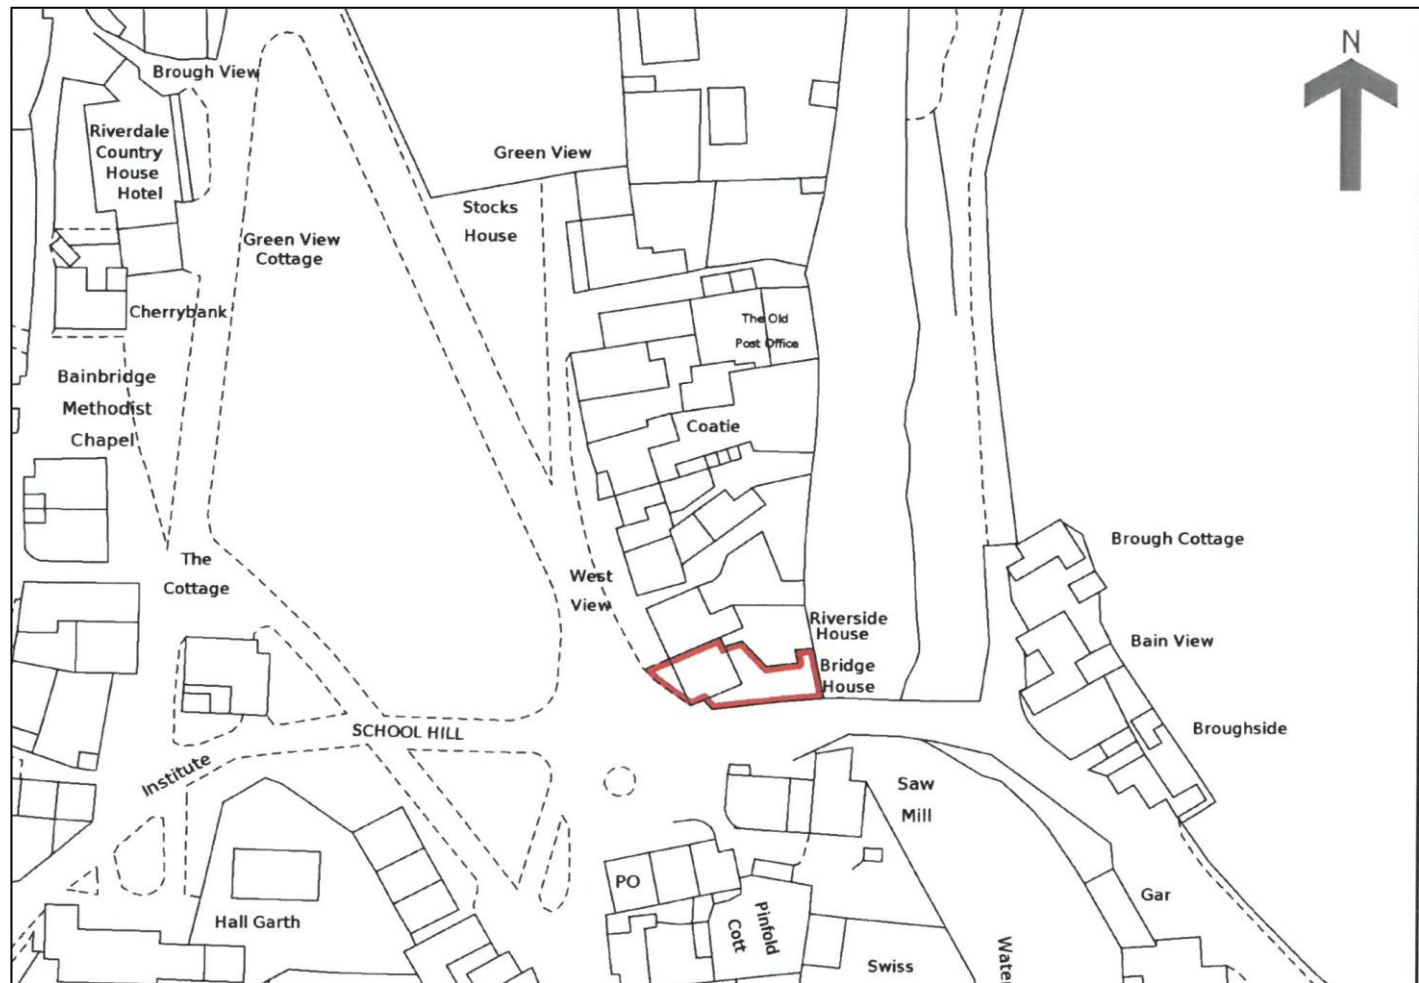 N
Brough View
Riverdale
Country
House
Hotel
Green View
Stocks
House
Green View
Cottage
Cherrybank
The Old
Post Office
Bainbridge
Methodist
Chapel
Coatie
The
Cottage
Brough Cottage
West
View
Riverside
House
Bain View
Bridge
House
Broughside
SCHOOL HILL
Institute
Saw
Mill
PO
Hall Garth
Pinfold
Cott
Gar
Swiss
Water